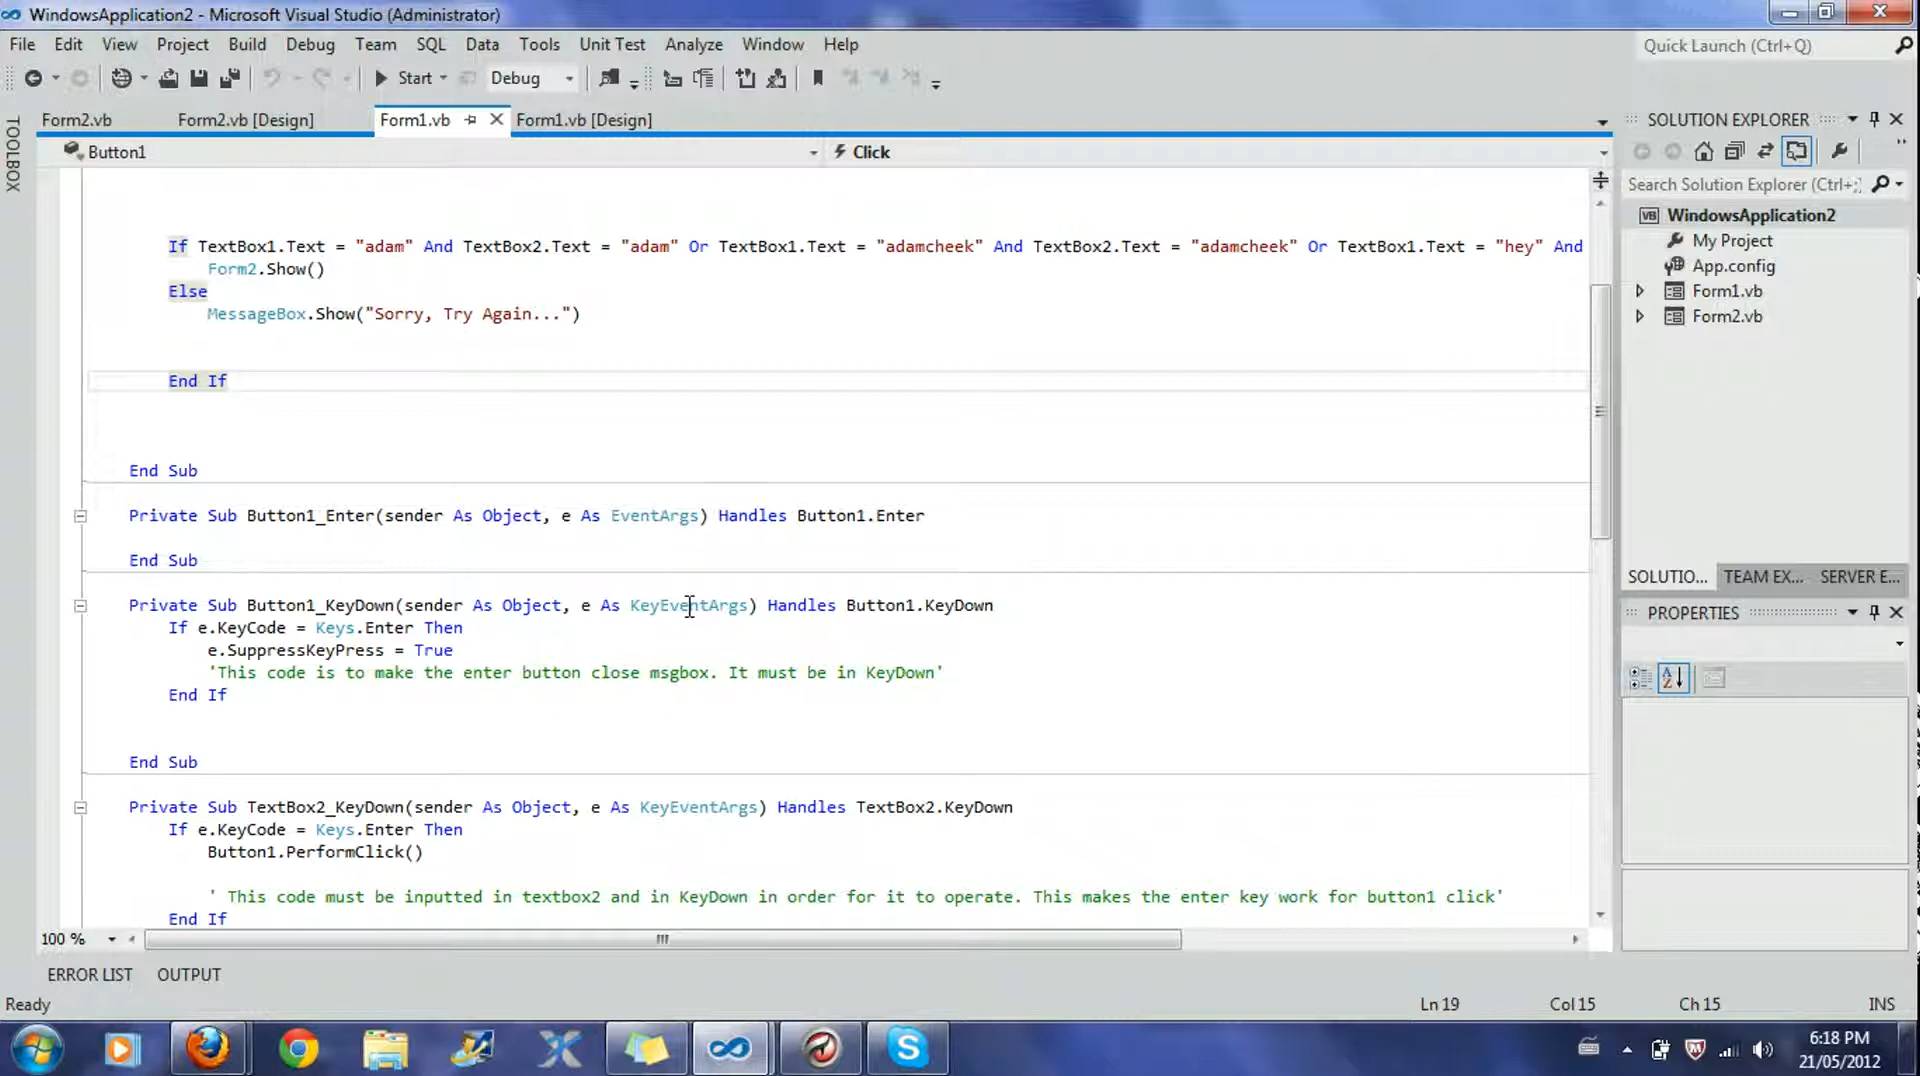 WindowsApplication2 - Microsoft Visual Studio (Administrator)
File Edit View Project Build Debug Team SQL Data Tools Unit Test Analyze Window Help
Quick Launch (Ctrl+Q)
Start Debug
Form2.vb Form2.vb [Design] Form1.vb Form1.vb [Design]
TOOLBOX
Button1 Click
If TextBox1.Text = "adam" And TextBox2.Text = "adam" Or TextBox1.Text = "adamcheek" And TextBox2.Text = "adamcheek" Or TextBox1.Text = "hey" And
Form2.Show()
Else
MessageBox.Show("Sorry, Try Again...")
End If
End Sub
Private Sub Button1_Enter(sender As Object, e As EventArgs) Handles Button1.Enter
End Sub
Private Sub Button1_KeyDown(sender As Object, e As KeyEventArgs) Handles Button1.KeyDown
If e.KeyCode = Keys.Enter Then
e.SuppressKeyPress = True
'This code is to make the enter button close msgbox. It must be in KeyDown'
End If
End Sub
Private Sub TextBox2_KeyDown(sender As Object, e As KeyEventArgs) Handles TextBox2.KeyDown
If e.KeyCode = Keys.Enter Then
Button1.PerformClick()
' This code must be inputted in textbox2 and in KeyDown in order for it to operate. This makes the enter key work for button1 click'
End If
100 %
SOLUTION EXPLORER
Search Solution Explorer (Ctrl+;)
VB WindowsApplication2
My Project
App.config
Form1.vb
Form2.vb
SOLUTIO... TEAM EX... SERVER E...
PROPERTIES
ERROR LIST OUTPUT
Ready Ln 19 Col 15 Ch 15 INS
6:18 PM
21/05/2012